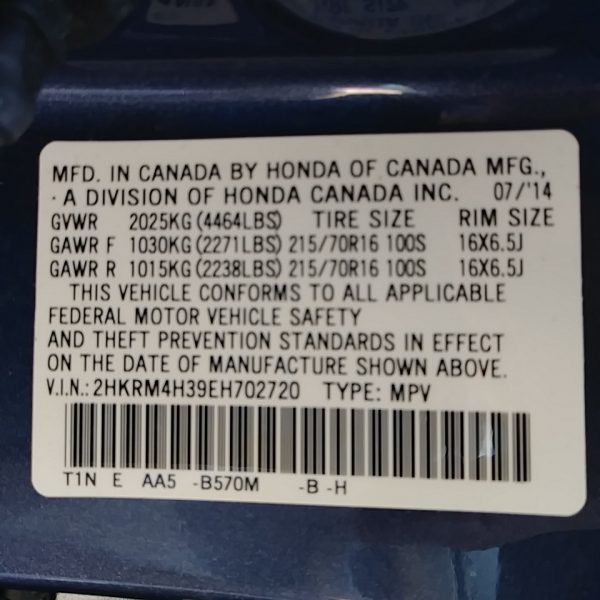 MFD. IN CANADA BY HONDA OF CANADA MFG.,
· A DIVISION OF HONDA CANADA INC. 07/'14
GVWR 2025KG (4464LBS) TIRE SIZE RIM SIZE
GAWR F 1030KG (2271LBS) 215/70R16 100S 16X6.5J
GAWR R 1015KG (2238LBS) 215/70R16 100S 16X6.5J
THIS VEHICLE CONFORMS TO ALL APPLICABLE
FEDERAL MOTOR VEHICLE SAFETY
AND THEFT PREVENTION STANDARDS IN EFFECT
ON THE DATE OF MANUFACTURE SHOWN ABOVE.
V.I.N.: 2HKRM4H39EH702720 TYPE: MPV
T1N E AA5 -B570M -B -H